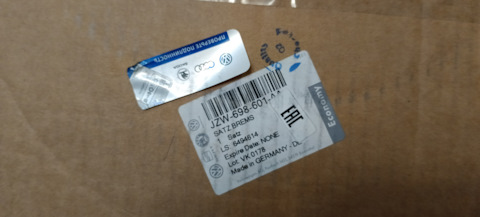 ПРОВЕРЬТЕ ПОДЛИННОСТЬ
JZW-698-601-A
SATZ BREMS
1 Satz
LS 6494614
Expire Date: NONE
Lot: VK 0178
Made in GERMANY - DL
EAC
Economy